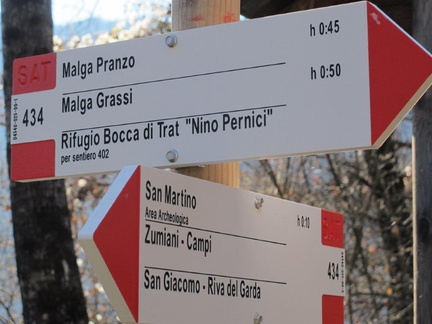 SAT
434
Malga Pranzo h 0:45
Malga Grassi h 0:50
Rifugio Bocca di Trat "Nino Pernici"
per sentiero 402
San Martino h 0:10
Area Archeologica
Zumiani - Campi
San Giacomo - Riva del Garda
SAT
434